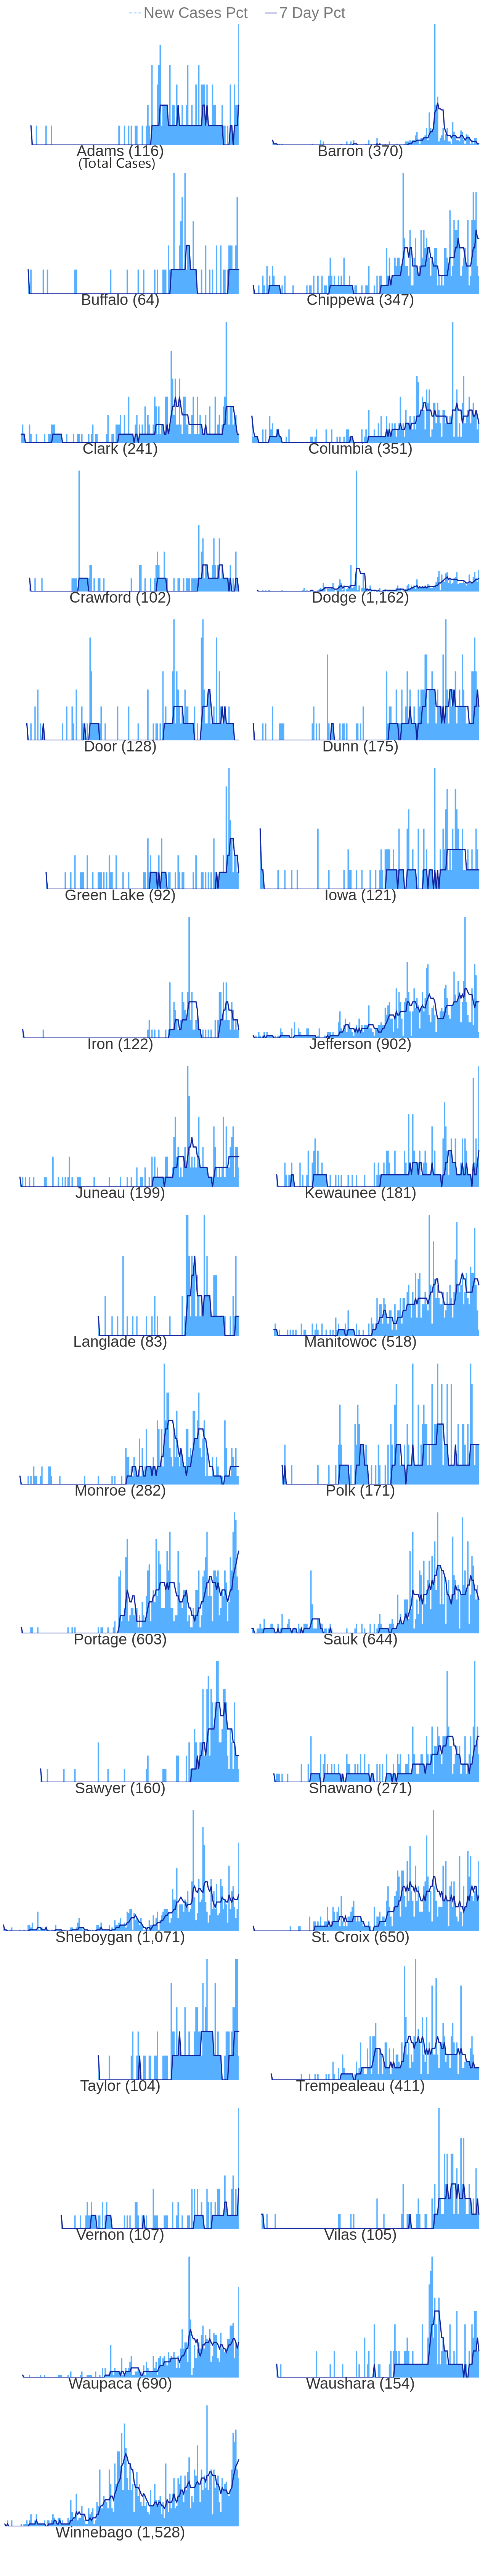 New Cases Pct 7 Day Pct
Adams (116) Barron (370)
(Total Cases)
Buffalo (64) Chippewa (347)
Clark (241) Columbia (351)
Crawford (102) Dodge (1,162)
Door (128) Dunn (175)
Green Lake (92) Iowa (121)
Iron (122) Jefferson (902)
Juneau (199) Kewaunee (181)
Langlade (83) Manitowoc (518)
Monroe (282) Polk (171)
Portage (603) Sauk (644)
Sawyer (160) Shawano (271)
Sheboygan (1,071) St. Croix (650)
Taylor (104) Trempealeau (411)
Vernon (107) Vilas (105)
Waupaca (690) Waushara (154)
Winnebago (1,528)